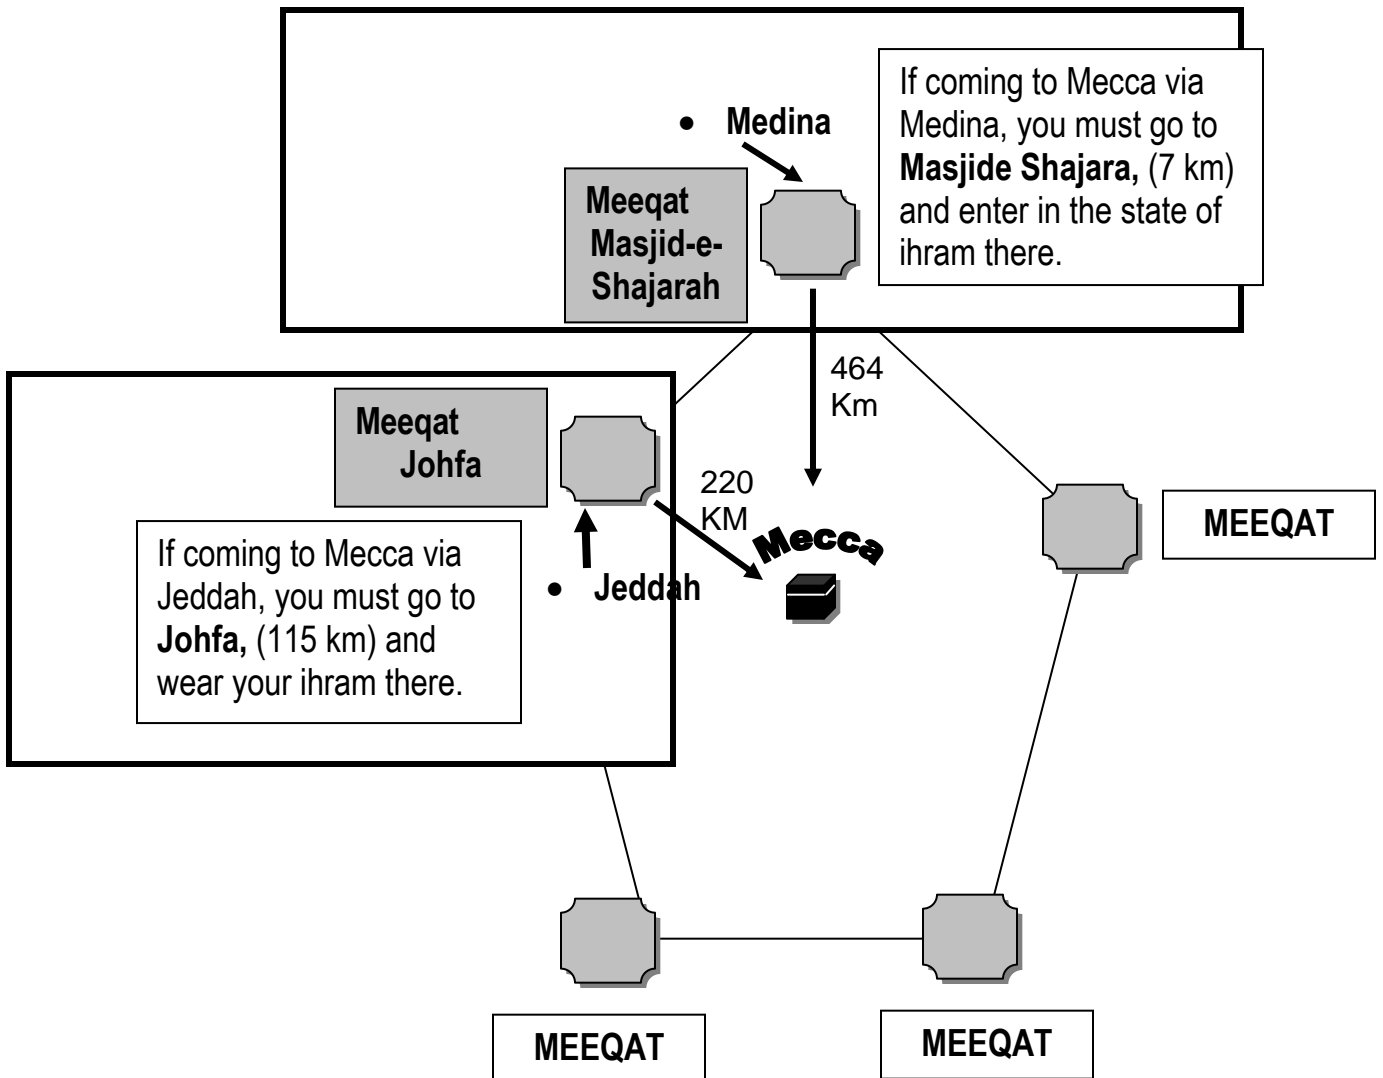 If coming to Mecca via
Medina, you must go to
Masjide Shajara, (7 km)
and enter in the state of
ihram there.
• Medina
Meeqat
Masjid-e-
Shajarah
464
Km
Meeqat
Johfa
220
KM
Mecca
MEEQAT
If coming to Mecca via
Jeddah, you must go to
Johfa, (115 km) and
wear your ihram there.
• Jeddah
MEEQAT
MEEQAT